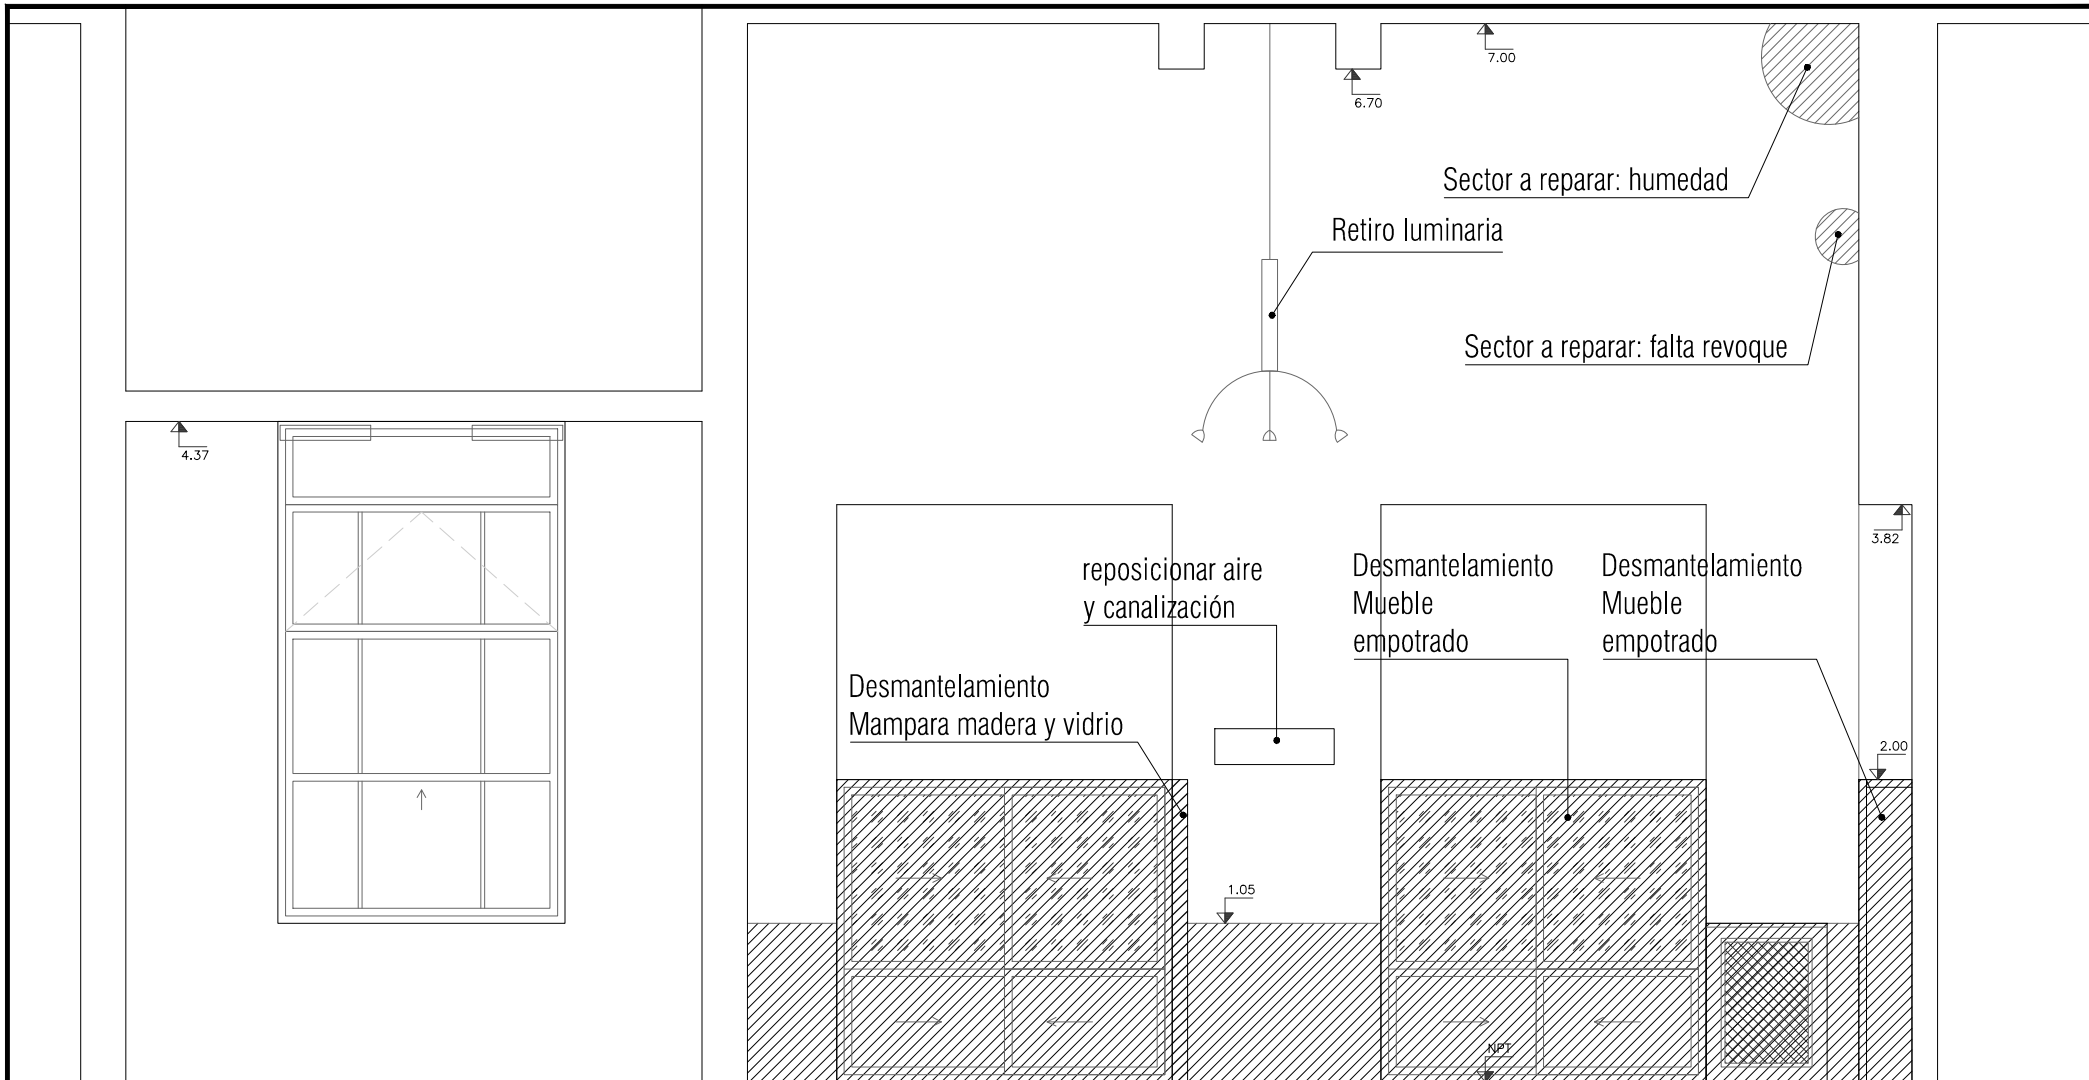 7.00
6.70
Sector a reparar: humedad
Retiro luminaria
Sector a reparar: falta revoque
4.37
3.82
reposicionar aire
y canalización
Desmantelamiento
Mueble
empotrado
Desmantelamiento
Mueble
empotrado
Desmantelamiento
Mampara madera y vidrio
2.00
1.05
NPT